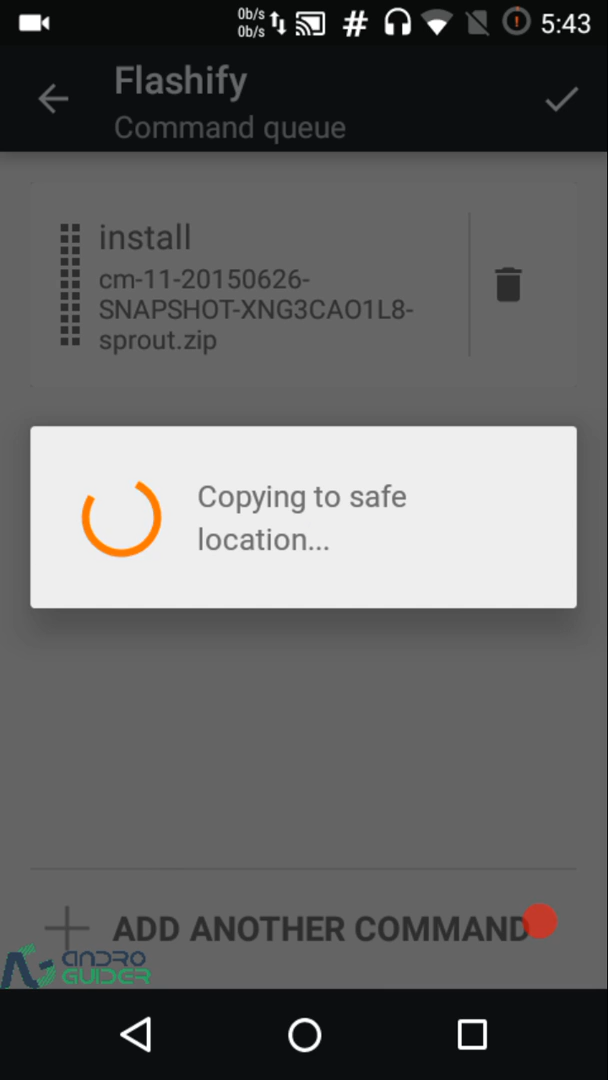 0b/s
0b/s
# 5:43
Flashify
Command queue
install
cm-11-20150626-
SNAPSHOT-XNG3CAO1L8-
sprout.zip
Copying to safe
location...
ADD ANOTHER COMMAND
ANDRO
GUIDER